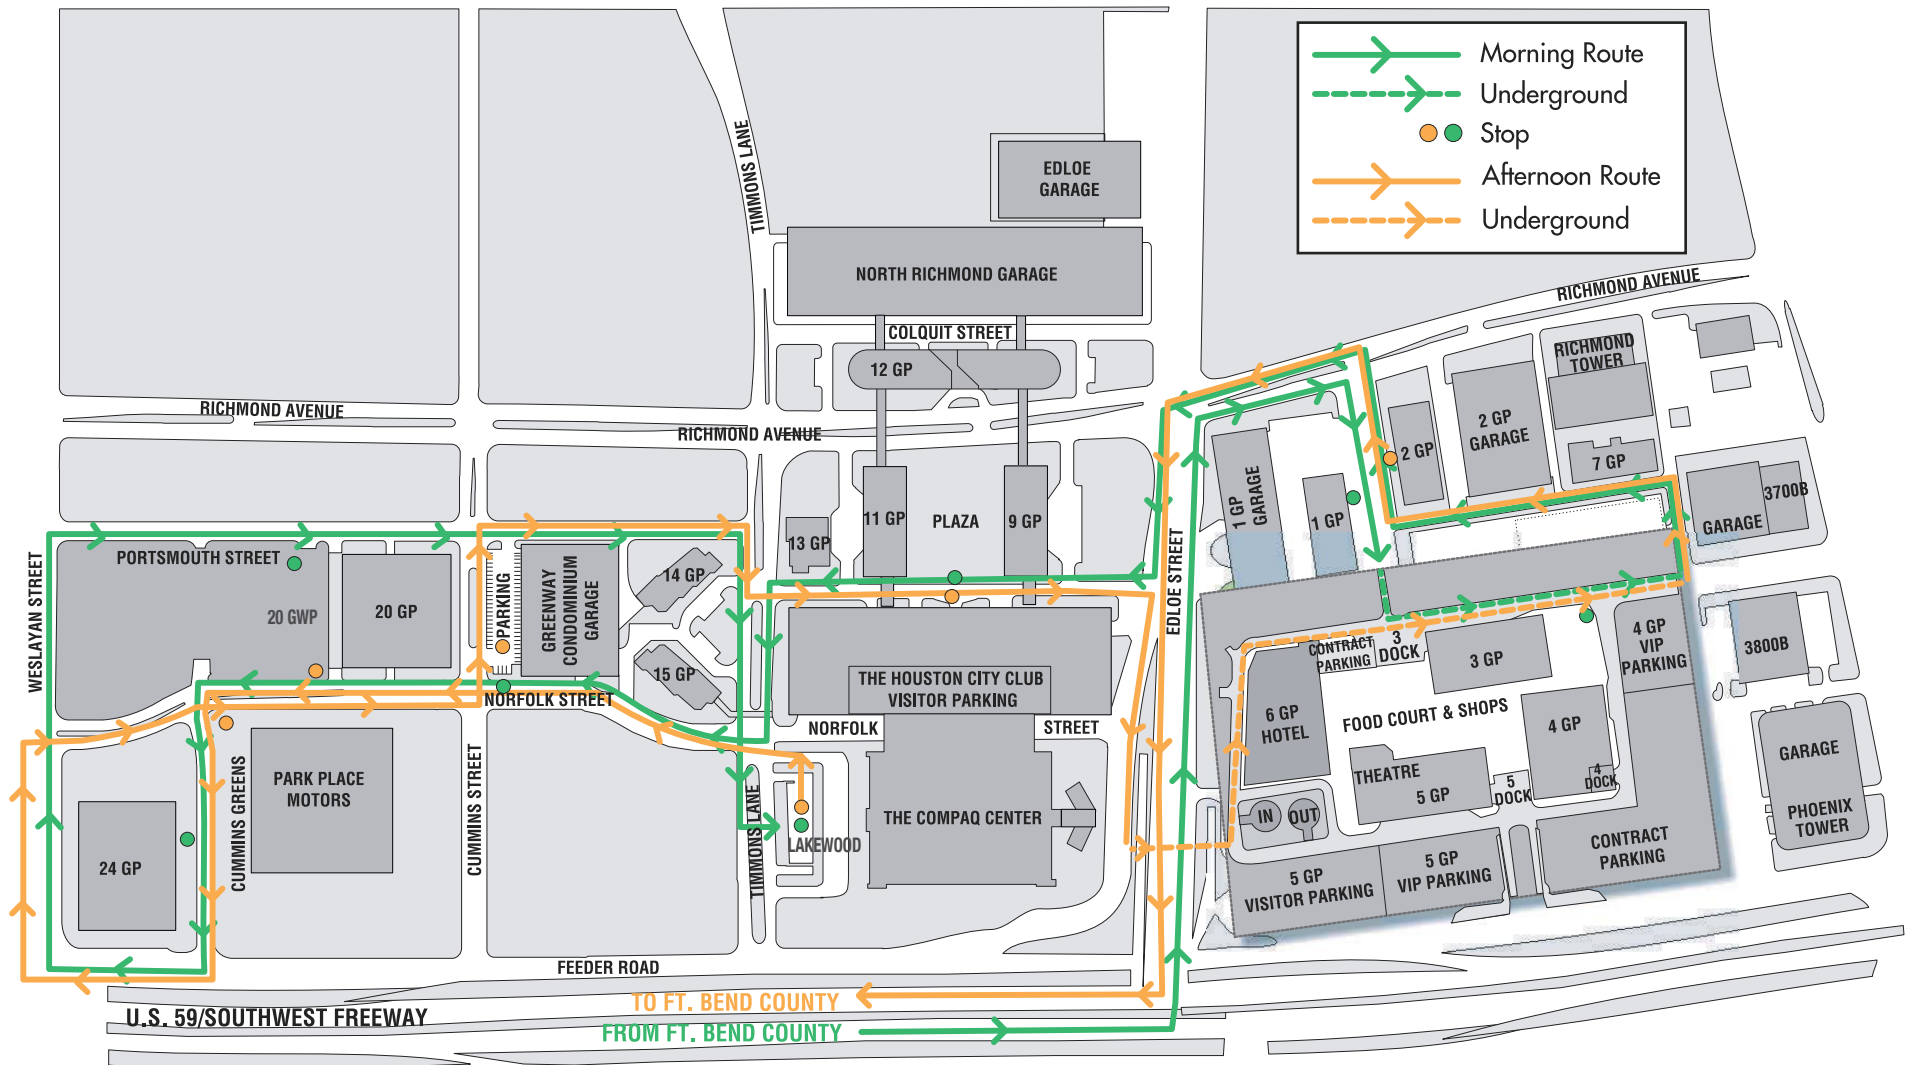 Morning Route
Underground
Stop
Afternoon Route
Underground
TIMMONS LANE
EDLOE
GARAGE
NORTH RICHMOND GARAGE
COLQUIT STREET
12 GP
RICHMOND AVENUE
RICHMOND AVENUE
RICHMOND AVENUE
RICHMOND
TOWER
2 GP
GARAGE
2 GP
7 GP
3700B
GARAGE
1 GP
GARAGE
1 GP
11 GP
PLAZA
9 GP
13 GP
EDLOE STREET
WESLAYAN STREET
PORTSMOUTH STREET
20 GWP
20 GP
PARKING
GREENWAY
CONDOMINIUM
GARAGE
14 GP
15 GP
NORFOLK STREET
THE HOUSTON CITY CLUB
VISITOR PARKING
NORFOLK
STREET
CONTRACT
PARKING
3
DOCK
3 GP
4 GP
VIP
PARKING
3800B
6 GP
HOTEL
FOOD COURT & SHOPS
4 GP
THEATRE
5 GP
5
DOCK
4
DOCK
IN
OUT
GARAGE
PHOENIX
TOWER
PARK PLACE
MOTORS
CUMMINS GREENS
CUMMINS STREET
TIMMONS LANE
LAKEWOOD
THE COMPAQ CENTER
24 GP
5 GP
VISITOR PARKING
5 GP
VIP PARKING
CONTRACT
PARKING
FEEDER ROAD
TO FT. BEND COUNTY
U.S. 59/SOUTHWEST FREEWAY
FROM FT. BEND COUNTY